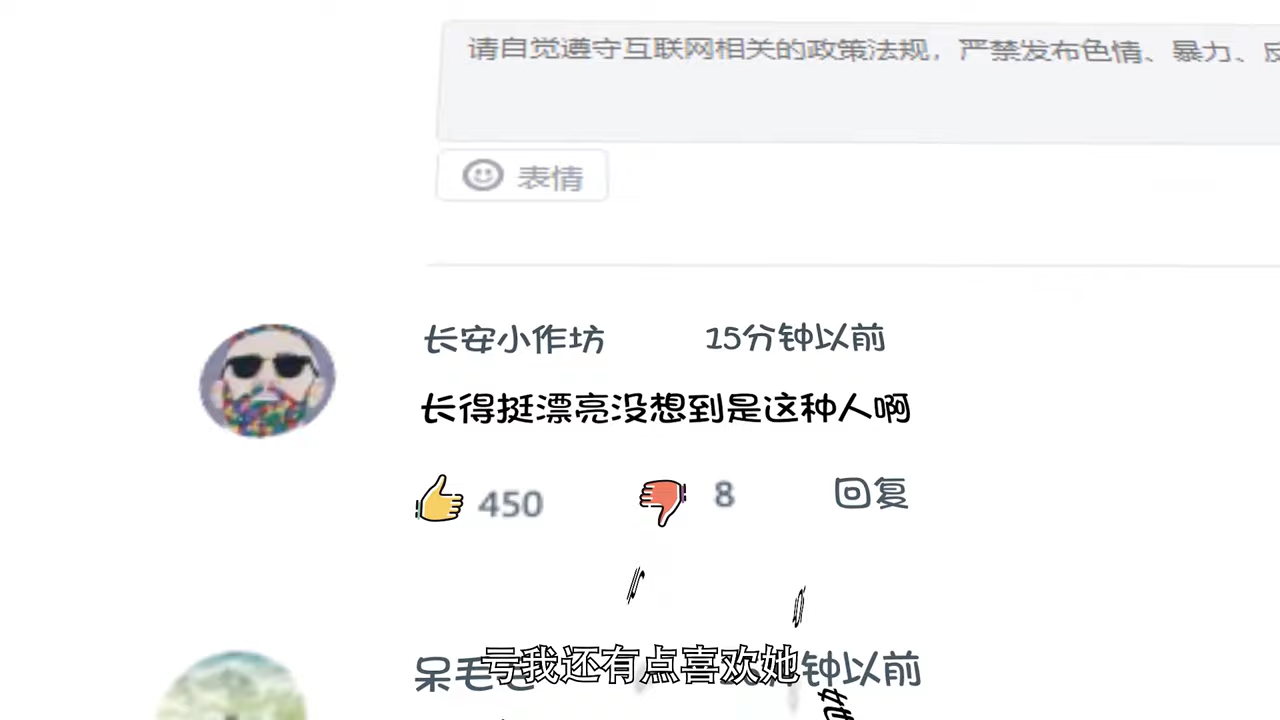 请自觉遵守互联网相关的政策法规，严禁发布色情、暴力、
表情
长安小作坊 15分钟以前
长得挺漂亮没想到是这种人啊
450 8 回复
呆毛 钟以前
亏我还有点喜欢她
她